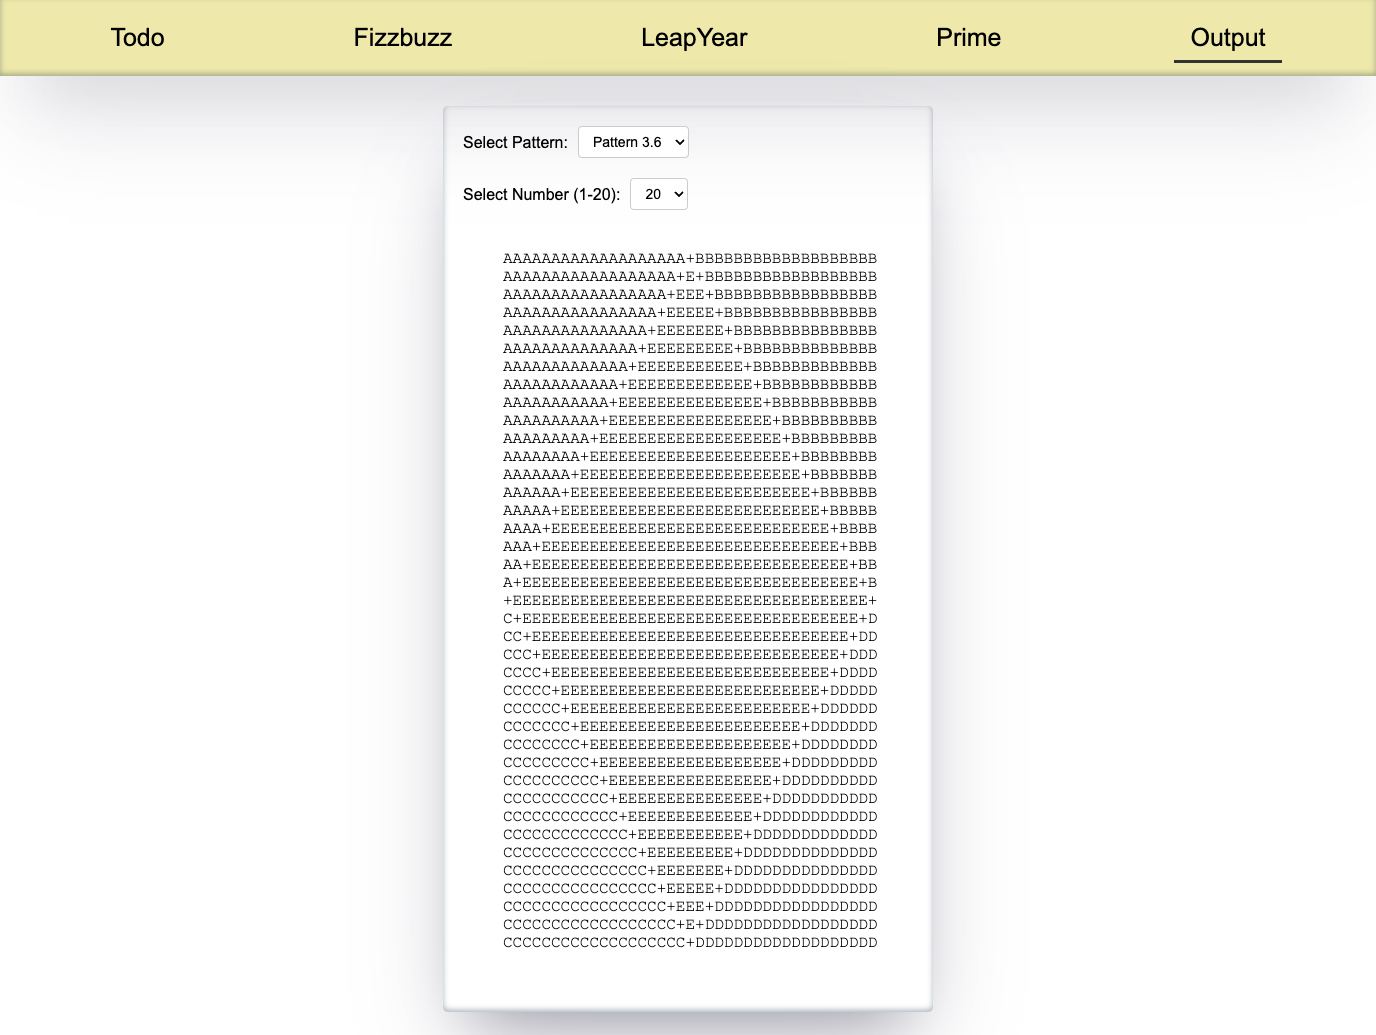 Todo Fizzbuzz LeapYear Prime Output
Select Pattern: Pattern 3.6
Select Number (1-20): 20
AAAAAAAAAAAAAAAAAAA+BBBBBBBBBBBBBBBBBBB
AAAAAAAAAAAAAAAAAA+E+BBBBBBBBBBBBBBBBBB
AAAAAAAAAAAAAAAAA+EEE+BBBBBBBBBBBBBBBBB
AAAAAAAAAAAAAAAA+EEEEE+BBBBBBBBBBBBBBBB
AAAAAAAAAAAAAAA+EEEEEEE+BBBBBBBBBBBBBBB
AAAAAAAAAAAAAA+EEEEEEEEE+BBBBBBBBBBBBBB
AAAAAAAAAAAAA+EEEEEEEEEEE+BBBBBBBBBBBBB
AAAAAAAAAAAA+EEEEEEEEEEEEE+BBBBBBBBBBBB
AAAAAAAAAAA+EEEEEEEEEEEEEEE+BBBBBBBBBBB
AAAAAAAAAA+EEEEEEEEEEEEEEEEE+BBBBBBBBBB
AAAAAAAAA+EEEEEEEEEEEEEEEEEEE+BBBBBBBBB
AAAAAAAA+EEEEEEEEEEEEEEEEEEEEE+BBBBBBBB
AAAAAAA+EEEEEEEEEEEEEEEEEEEEEEE+BBBBBBB
AAAAAA+EEEEEEEEEEEEEEEEEEEEEEEEE+BBBBBB
AAAAA+EEEEEEEEEEEEEEEEEEEEEEEEEEE+BBBBB
AAAA+EEEEEEEEEEEEEEEEEEEEEEEEEEEEE+BBBB
AAA+EEEEEEEEEEEEEEEEEEEEEEEEEEEEEEE+BBB
AA+EEEEEEEEEEEEEEEEEEEEEEEEEEEEEEEEE+BB
A+EEEEEEEEEEEEEEEEEEEEEEEEEEEEEEEEEEE+B
+EEEEEEEEEEEEEEEEEEEEEEEEEEEEEEEEEEEEE+
C+EEEEEEEEEEEEEEEEEEEEEEEEEEEEEEEEEEE+D
CC+EEEEEEEEEEEEEEEEEEEEEEEEEEEEEEEEE+DD
CCC+EEEEEEEEEEEEEEEEEEEEEEEEEEEEEEE+DDD
CCCC+EEEEEEEEEEEEEEEEEEEEEEEEEEEEE+DDDD
CCCCC+EEEEEEEEEEEEEEEEEEEEEEEEEEE+DDDDD
CCCCCC+EEEEEEEEEEEEEEEEEEEEEEEEE+DDDDDD
CCCCCCC+EEEEEEEEEEEEEEEEEEEEEEE+DDDDDDD
CCCCCCCC+EEEEEEEEEEEEEEEEEEEEE+DDDDDDDD
CCCCCCCCC+EEEEEEEEEEEEEEEEEEE+DDDDDDDDD
CCCCCCCCCC+EEEEEEEEEEEEEEEEE+DDDDDDDDDD
CCCCCCCCCCC+EEEEEEEEEEEEEEE+DDDDDDDDDDD
CCCCCCCCCCCC+EEEEEEEEEEEEE+DDDDDDDDDDDD
CCCCCCCCCCCCC+EEEEEEEEEEE+DDDDDDDDDDDDD
CCCCCCCCCCCCCC+EEEEEEEEE+DDDDDDDDDDDDDD
CCCCCCCCCCCCCCC+EEEEEEE+DDDDDDDDDDDDDDD
CCCCCCCCCCCCCCCC+EEEEE+DDDDDDDDDDDDDDDD
CCCCCCCCCCCCCCCCC+EEE+DDDDDDDDDDDDDDDDD
CCCCCCCCCCCCCCCCCC+E+DDDDDDDDDDDDDDDDDD
CCCCCCCCCCCCCCCCCCC+DDDDDDDDDDDDDDDDDDD